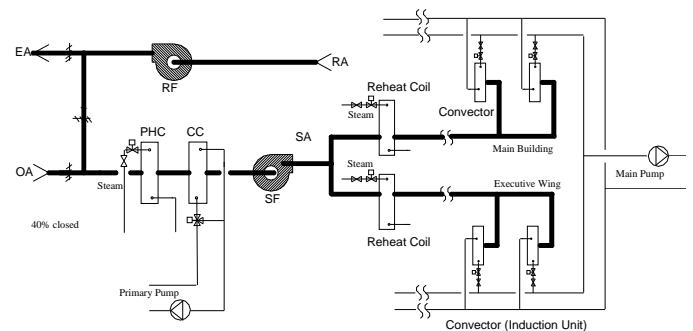 EA
RF
RA
Reheat Coil
Steam
Convector
PHC
CC
SA
Main Building
OA
Steam
Steam
SF
Executive Wing
Main Pump
40% closed
Reheat Coil
Primary Pump
Convector (Induction Unit)